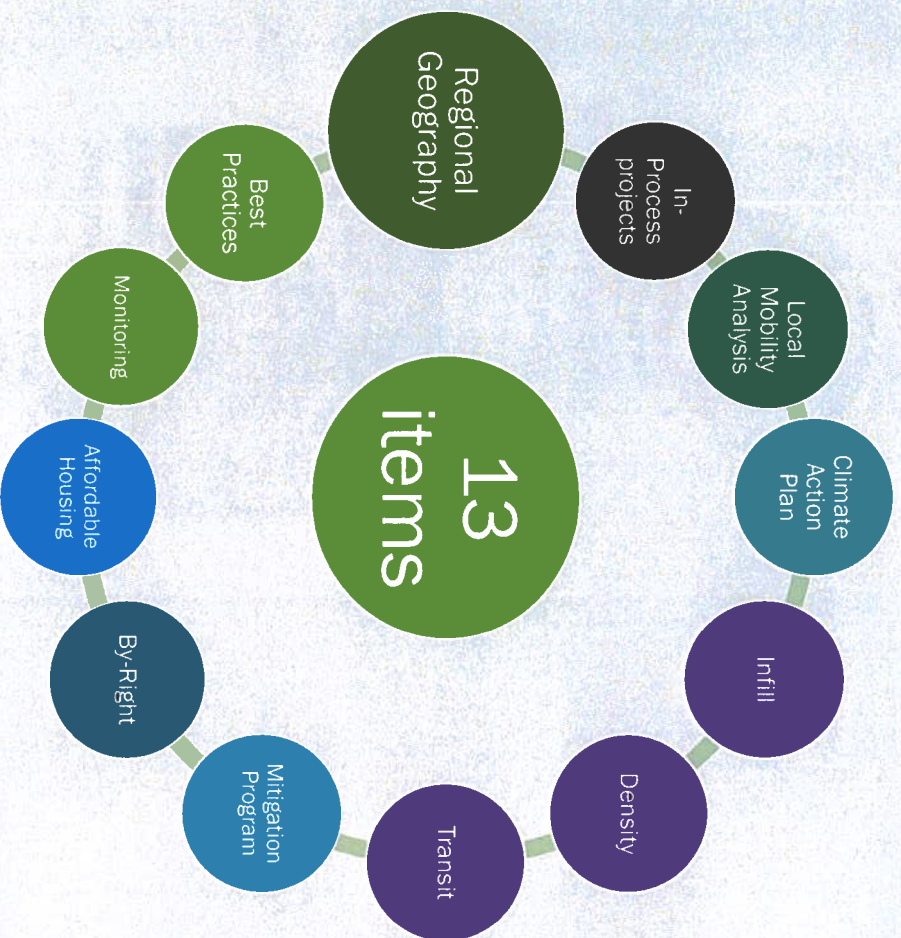 13
items
Regional
Geography
In-
Process
projects
Local
Mobility
Analysis
Climate
Action
Plan
Infill
Density
Transit
Mitigation
Program
By-Right
Affordable
Housing
Monitoring
Best
Practices